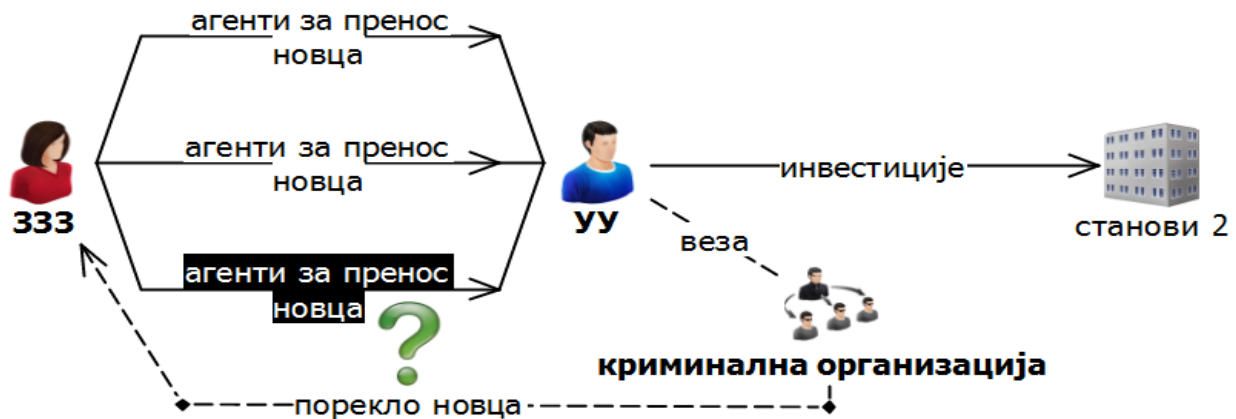 агенти за пренос
новца
агенти за пренос
новца
ЗЗЗ
УУ
инвестиције
станови 2
веза
агенти за пренос
новца
?
криминална организација
порекло новца